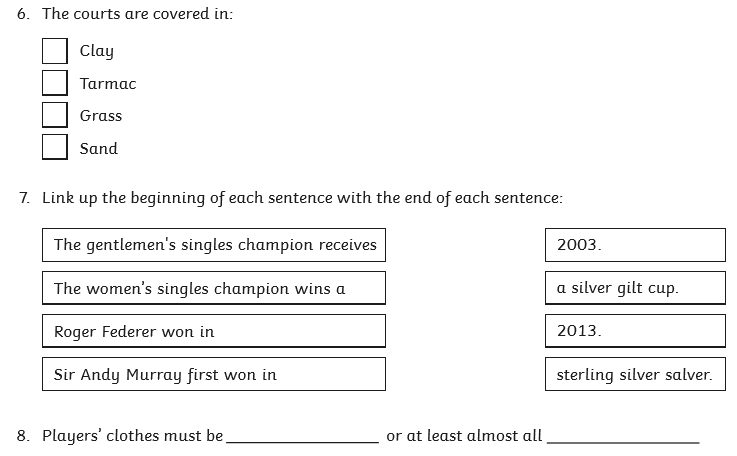 6. The courts are covered in:
Clay
Tarmac
Grass
Sand
7. Link up the beginning of each sentence with the end of each sentence:
The gentlemen's singles champion receives
2003.
The women's singles champion wins a
a silver gilt cup.
Roger Federer won in
2013.
Sir Andy Murray first won in
sterling silver salver.
8. Players' clothes must be _______________ or at least almost all _______________